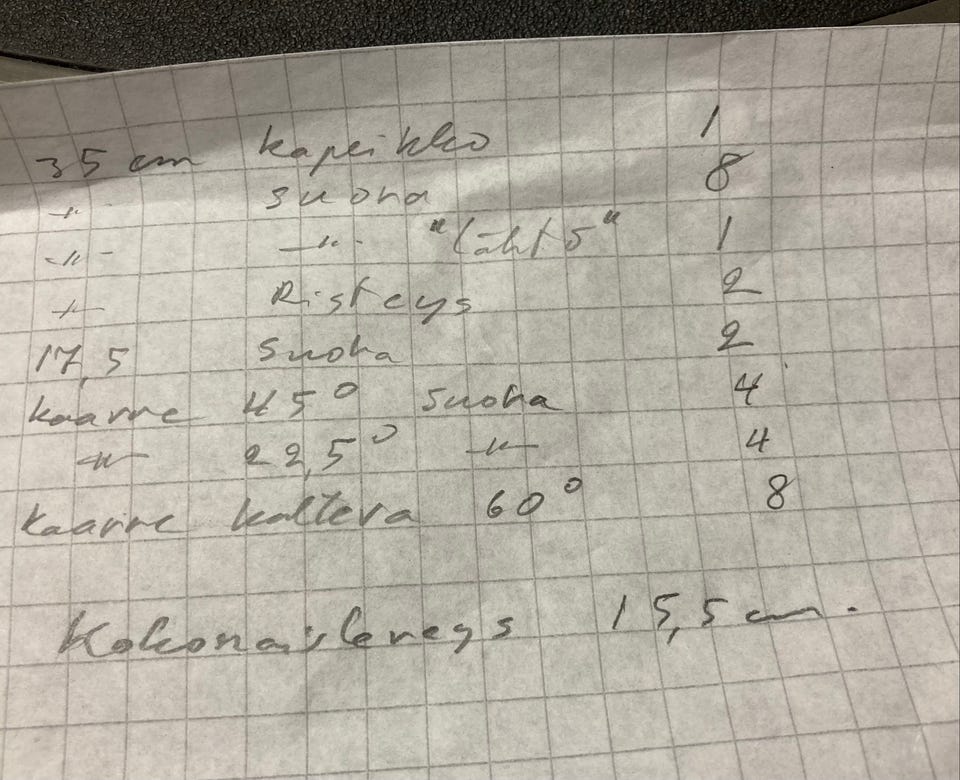 35 cm kapeikko 1
-"- suora 8
-"- -"- "Lähtö" 1
-"- Risteys 2
17,5 suora 2
kaarre 45° suora 4
-"- 22,5° -"- 4
kaarre kalteva 60° 8
Kokonaisleveys 15,5 cm.